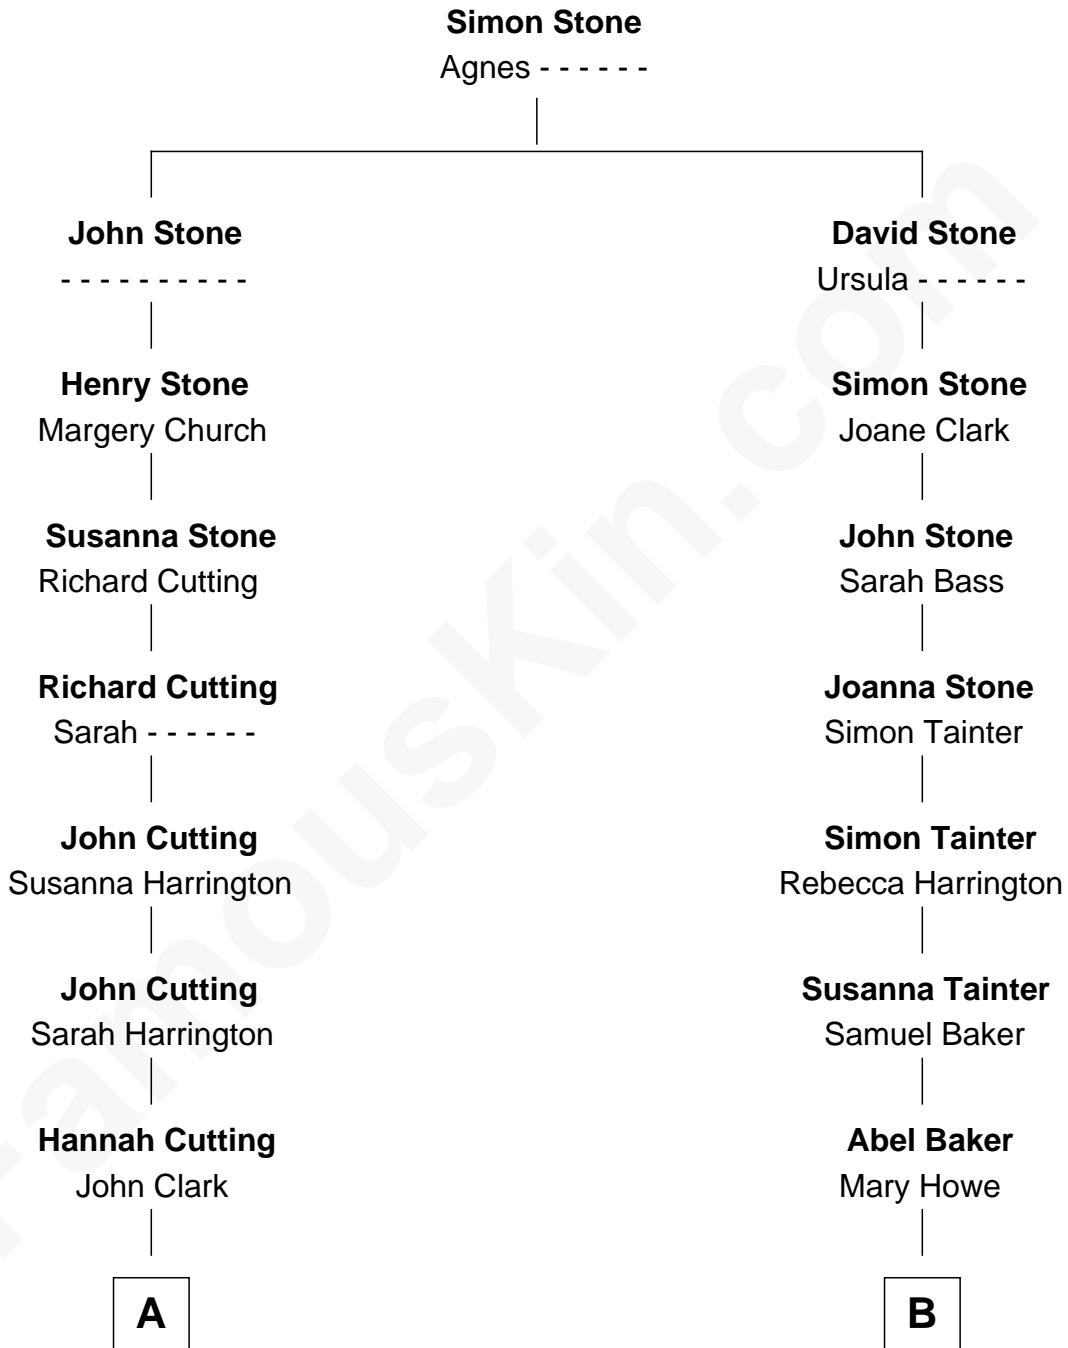 Simon Stone
Agnes - - - - - -
John Stone
- - - - - - - - - -
David Stone
Ursula - - - - - -
Henry Stone
Margery Church
Simon Stone
Joane Clark
Susanna Stone
Richard Cutting
John Stone
Sarah Bass
Richard Cutting
Sarah - - - - - -
Joanna Stone
Simon Tainter
John Cutting
Susanna Harrington
Simon Tainter
Rebecca Harrington
John Cutting
Sarah Harrington
Susanna Tainter
Samuel Baker
Hannah Cutting
John Clark
Abel Baker
Mary Howe
A
B
FamousKin.com